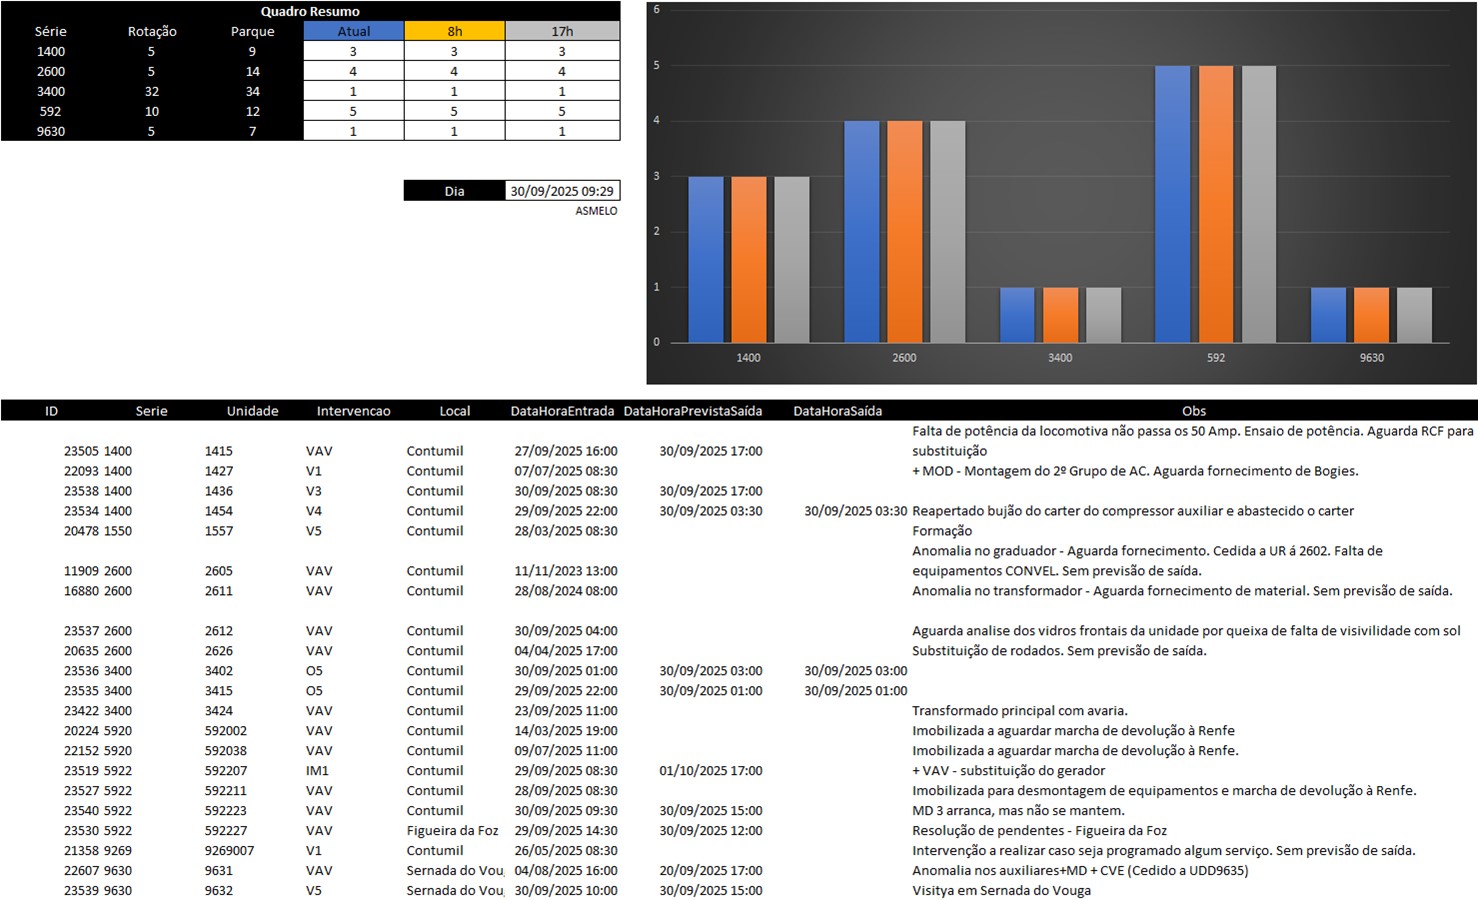 Quadro Resumo
Série Rotação Parque Atual 8h 17h
1400 5 9 3 3 3
2600 5 14 4 4 4
3400 32 34 1 1 1
592 10 12 5 5 5
9630 5 7 1 1 1
Dia 30/09/2025 09:29
ASMELO
6
5
4
3
2
1
0
1400 2600 3400 592 9630
ID Serie Unidade Intervencao Local DataHoraEntrada DataHoraPrevistaSaída DataHoraSaída Obs
Falta de potência da locomotiva não passa os 50 Amp. Ensaio de potência. Aguarda RCF para
23505 1400 1415 VAV Contumil 27/09/2025 16:00 30/09/2025 17:00 substituição
22093 1400 1427 V1 Contumil 07/07/2025 08:30 + MOD - Montagem do 2º Grupo de AC. Aguarda fornecimento de Bogies.
23538 1400 1436 V3 Contumil 30/09/2025 08:30 30/09/2025 17:00
23534 1400 1454 V4 Contumil 29/09/2025 22:00 30/09/2025 03:30 30/09/2025 03:30 Reapertado bujão do carter do compressor auxiliar e abastecido o carter
20478 1550 1557 V5 Contumil 28/03/2025 08:30 Formação
Anomalia no graduador - Aguarda fornecimento. Cedida a UR á 2602. Falta de
11909 2600 2605 VAV Contumil 11/11/2023 13:00 equipamentos CONVEL. Sem previsão de saída.
16880 2600 2611 VAV Contumil 28/08/2024 08:00 Anomalia no transformador - Aguarda fornecimento de material. Sem previsão de saída.
23537 2600 2612 VAV Contumil 30/09/2025 04:00 Aguarda analise dos vidros frontais da unidade por queixa de falta de visivilidade com sol
20635 2600 2626 VAV Contumil 04/04/2025 17:00 Substituição de rodados. Sem previsão de saída.
23536 3400 3402 O5 Contumil 30/09/2025 01:00 30/09/2025 03:00 30/09/2025 03:00
23535 3400 3415 O5 Contumil 29/09/2025 22:00 30/09/2025 01:00 30/09/2025 01:00
23422 3400 3424 VAV Contumil 23/09/2025 11:00 Transformado principal com avaria.
20224 5920 592002 VAV Contumil 14/03/2025 19:00 Imobilizada a aguardar marcha de devolução à Renfe
22152 5920 592038 VAV Contumil 09/07/2025 11:00 Imobilizada a aguardar marcha de devolução à Renfe.
23519 5922 592207 IM1 Contumil 29/09/2025 08:30 01/10/2025 17:00 + VAV - substituição do gerador
23527 5922 592211 VAV Contumil 28/09/2025 08:30 Imobilizada para desmontagem de equipamentos e marcha de devolução à Renfe.
23540 5922 592223 VAV Contumil 30/09/2025 09:30 30/09/2025 15:00 MD 3 arranca, mas não se mantem.
23530 5922 592227 VAV Figueira da Foz 29/09/2025 14:30 30/09/2025 12:00 Resolução de pendentes - Figueira da Foz
21358 9269 9269007 V1 Contumil 26/05/2025 08:30 Intervenção a realizar caso seja programado algum serviço. Sem previsão de saída.
22607 9630 9631 VAV Sernada do Vou 04/08/2025 16:00 20/09/2025 17:00 Anomalia nos auxiliares+MD + CVE (Cedido a UDD9635)
23539 9630 9632 V5 Sernada do Vou 30/09/2025 10:00 30/09/2025 15:00 Visitya em Sernada do Vouga